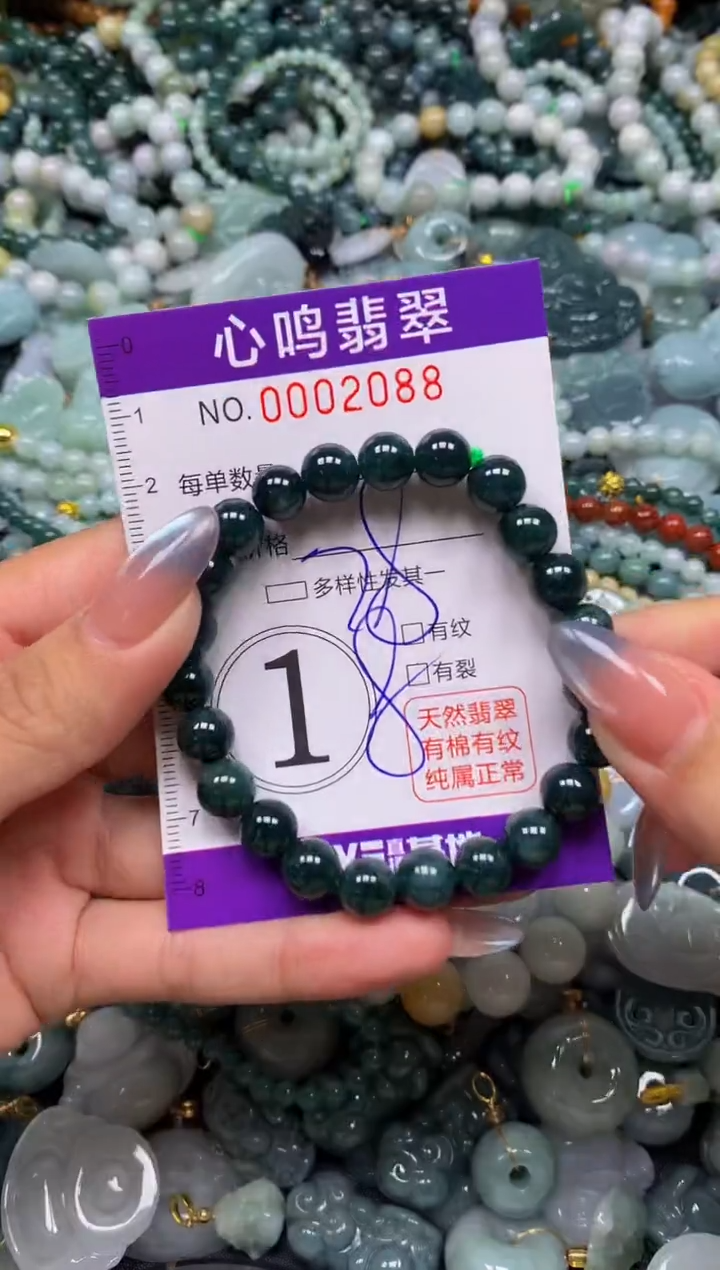 心鸣翡翠
NO. 0002088
0
1
2
每单数
格
多样性发其一
有纹
有裂
1
天然翡翠
有棉有纹
纯属正常
7
8